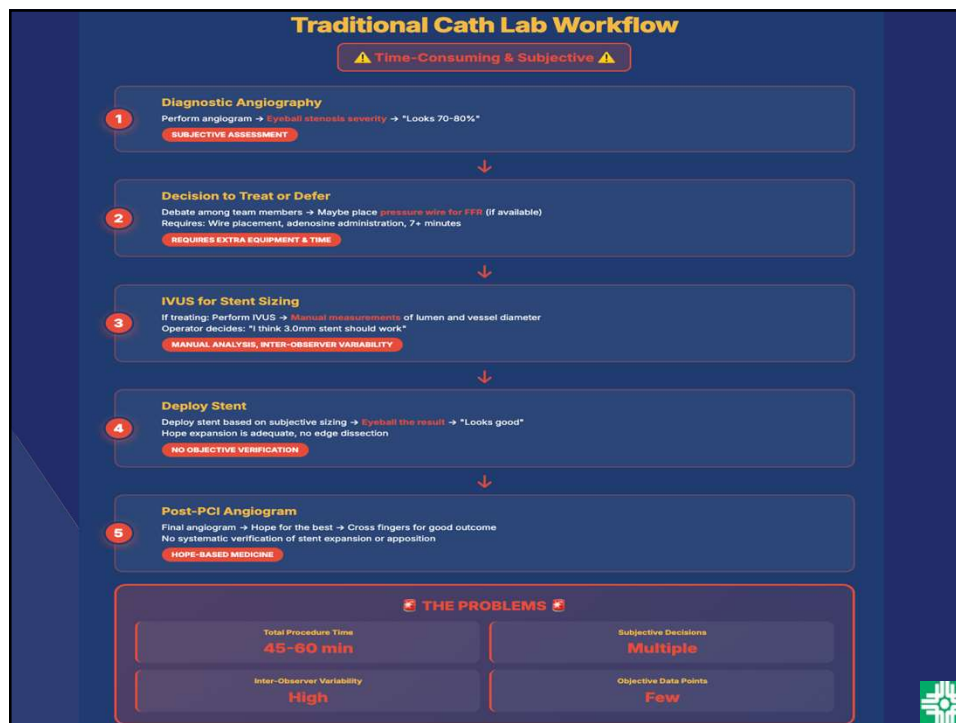 Traditional Cath Lab Workflow
⚠️ Time-Consuming & Subjective ⚠️
1
Diagnostic Angiography
Perform angiogram → Eyeball stenosis severity → "Looks 70-80%"
SUBJECTIVE ASSESSMENT
↓
2
Decision to Treat or Defer
Debate among team members → Maybe place pressure wire for FFR (if available)
Requires: Wire placement, adenosine administration, 7+ minutes
REQUIRES EXTRA EQUIPMENT & TIME
↓
3
IVUS for Stent Sizing
If treating: Perform IVUS → Manual measurements of lumen and vessel diameter
Operator decides: "I think 3.0mm stent should work"
MANUAL ANALYSIS, INTER-OBSERVER VARIABILITY
↓
4
Deploy Stent
Deploy stent based on subjective sizing → Eyeball the result → "Looks good"
Hope expansion is adequate, no edge dissection
NO OBJECTIVE VERIFICATION
↓
5
Post-PCI Angiogram
Final angiogram → Hope for the best → Cross fingers for good outcome
No systematic verification of stent expansion or apposition
HOPE-BASED MEDICINE
🚨 THE PROBLEMS 🚨
Total Procedure Time
45-60 min
Subjective Decisions
Multiple
Inter-Observer Variability
High
Objective Data Points
Few